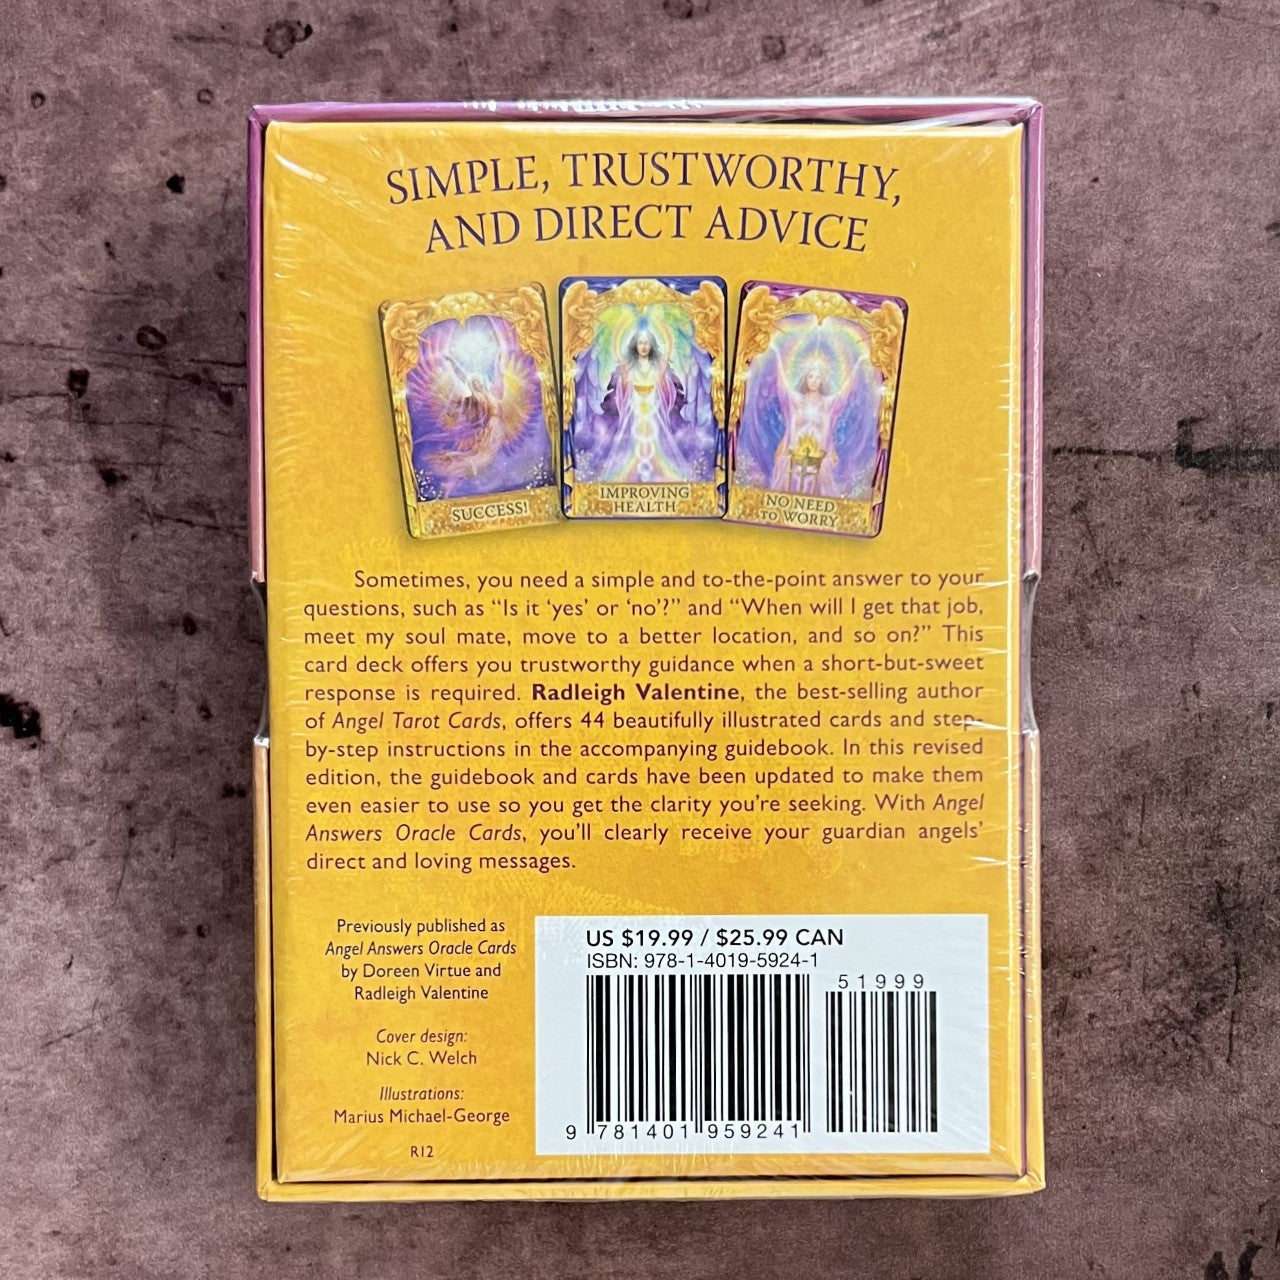 SIMPLE, TRUSTWORTHY,
AND DIRECT ADVICE
SUCCESS!
IMPROVING
HEALTH
NO NEED
TO WORRY
Sometimes, you need a simple and to-the-point answer to your
questions, such as “Is it ‘yes’ or ‘no’?” and “When will I get that job,
meet my soul mate, move to a better location, and so on?” This
card deck offers you trustworthy guidance when a short-but-sweet
response is required. Radleigh Valentine, the best-selling author
of Angel Tarot Cards, offers 44 beautifully illustrated cards and step-
by-step instructions in the accompanying guidebook. In this revised
edition, the guidebook and cards have been updated to make them
even easier to use so you get the clarity you’re seeking. With Angel
Answers Oracle Cards, you’ll clearly receive your guardian angels’
direct and loving messages.
Previously published as
Angel Answers Oracle Cards
by Doreen Virtue and
Radleigh Valentine
Cover design:
Nick C. Welch
Illustrations:
Marius Michael-George
R12
US $19.99 / $25.99 CAN
ISBN: 978-1-4019-5924-1
51999
9 781401 959241